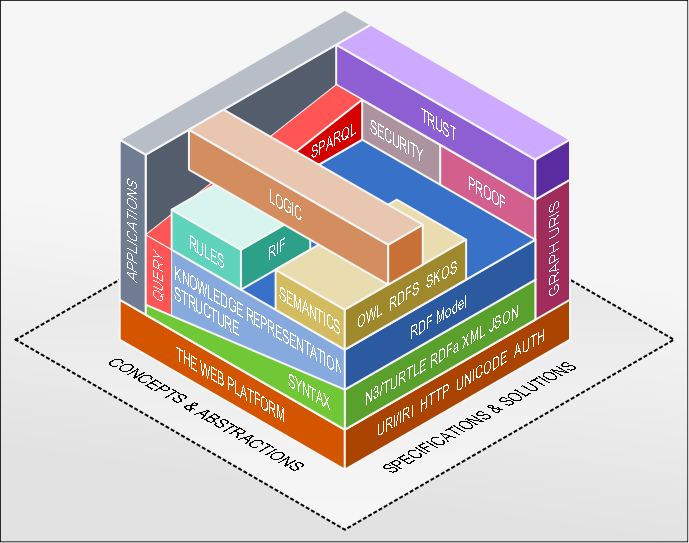 TRUST
SPARQL
SECURITY
PROOF
APPLICATIONS
LOGIC
GRAPH URIS
RULES
RIF
QUERY
KNOWLEDGE REPRESENTATION
STRUCTURE
SEMANTICS
OWL RDFS SKOS
RDF Model
SYNTAX
N3/TURTLE RDFa XML JSON
THE WEB PLATFORM
URI/IRI HTTP UNICODE AUTH
CONCEPTS & ABSTRACTIONS
SPECIFICATIONS & SOLUTIONS